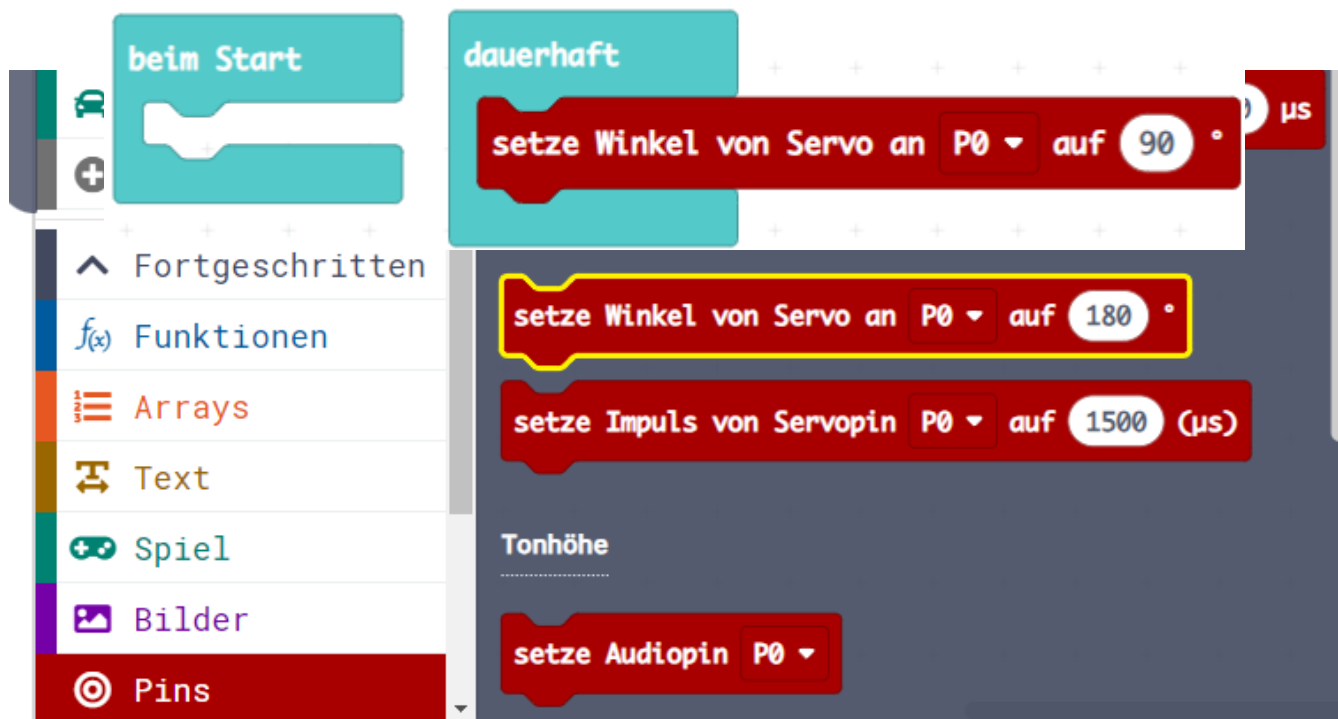 beim Start
dauerhaft
setze Winkel von Servo an P0 auf 90 °
µs
Fortgeschritten
f(x) Funktionen
Arrays
Text
Spiel
Bilder
Pins
setze Winkel von Servo an P0 auf 180 °
setze Impuls von Servopin P0 auf 1500 (µs)
Tonhöhe
setze Audiopin P0